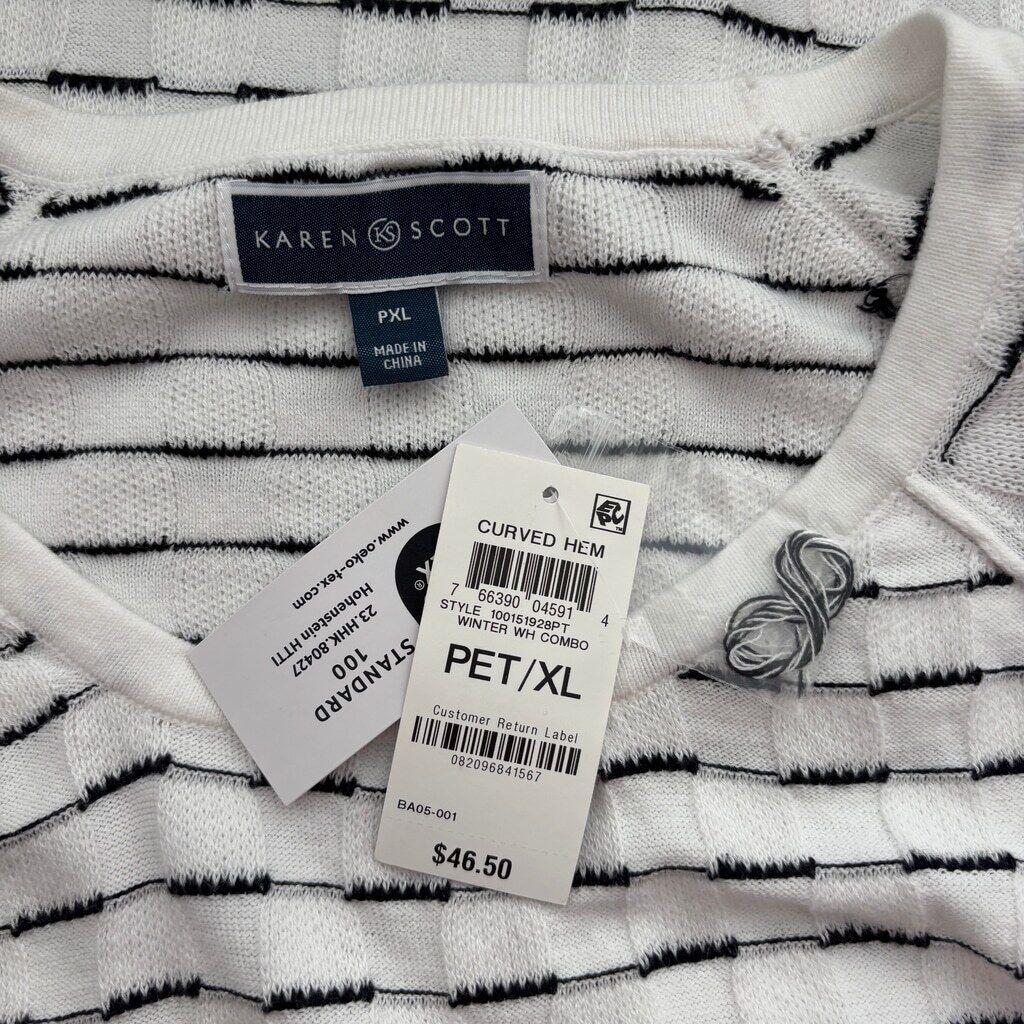 KAREN KS SCOTT
PXL
MADE IN
CHINA
CURVED HEM
7 66390 04591 4
STYLE 100151928PT
WINTER WH COMBO
PET/XL
Customer Return Label
082096841567
BA05-001
$46.50
STANDARD
100
23.HHK.80427
Hohenstein HTTI
www.oeko-tex.com